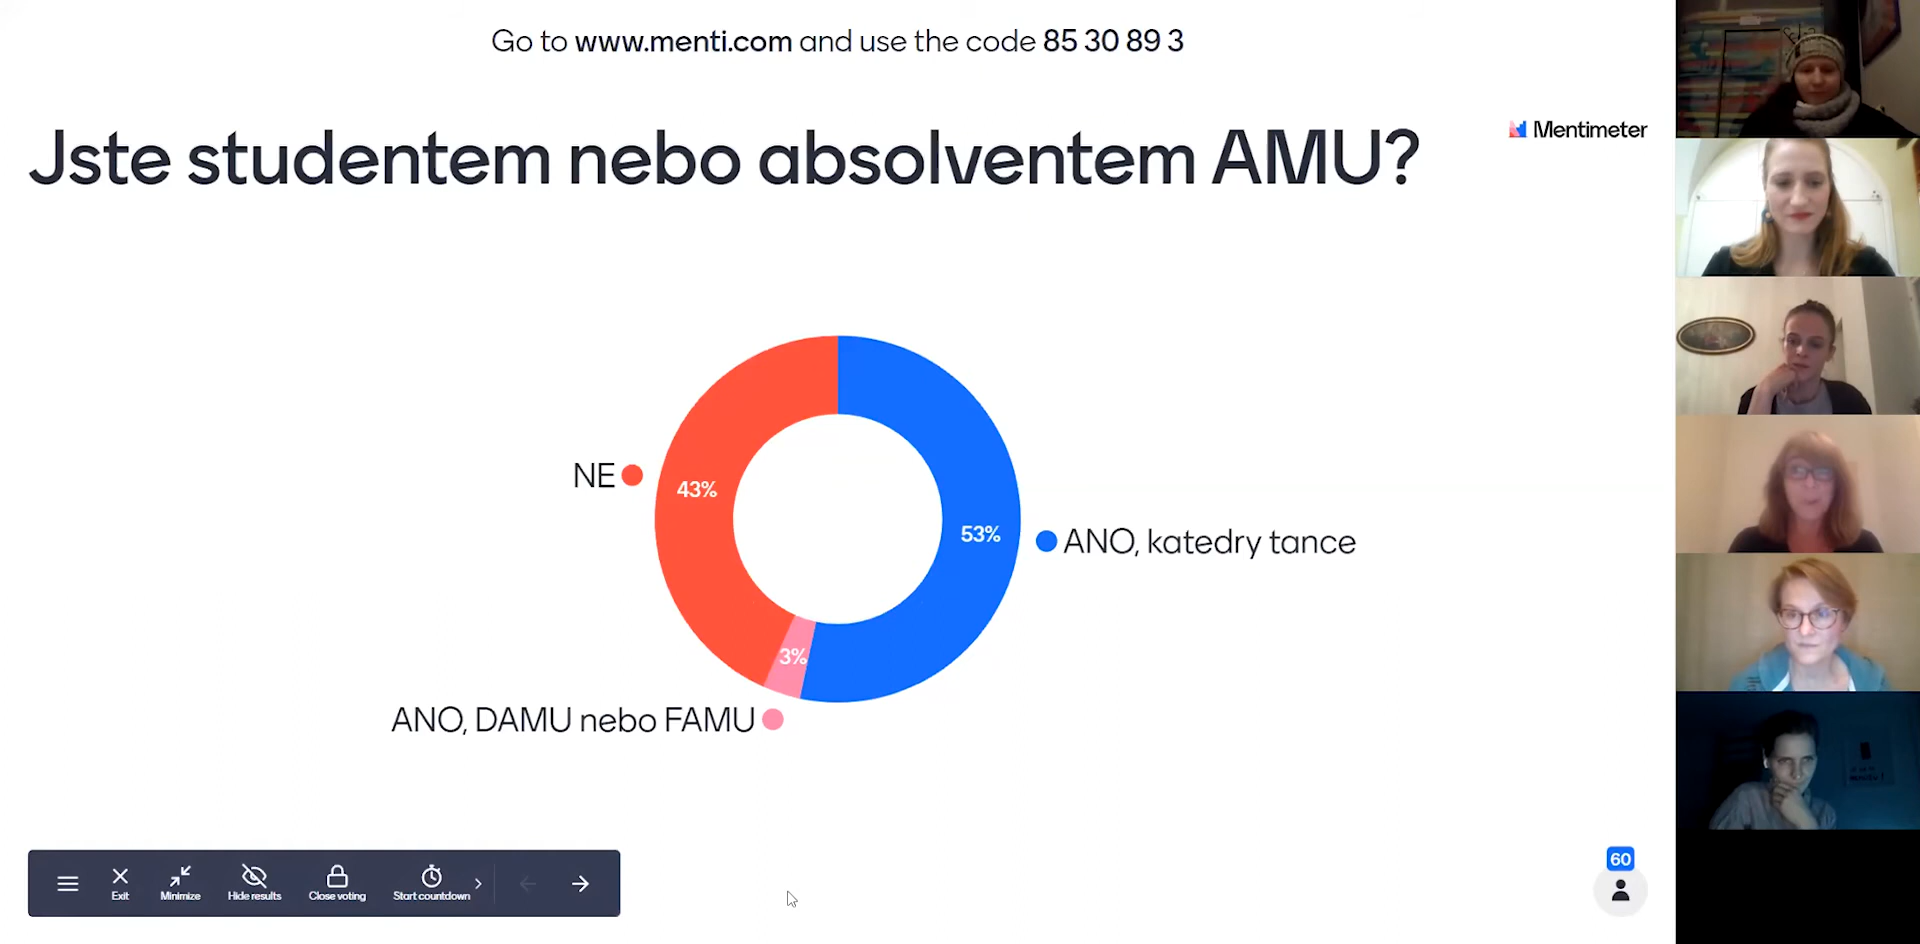 Go to www.menti.com and use the code 85 30 89 3
Mentimeter
Jste studentem nebo absolventem AMU?
NE
43%
53%
ANO, katedry tance
3%
ANO, DAMU nebo FAMU
Exit
Minimize
Hide results
Close voting
Start countdown
60